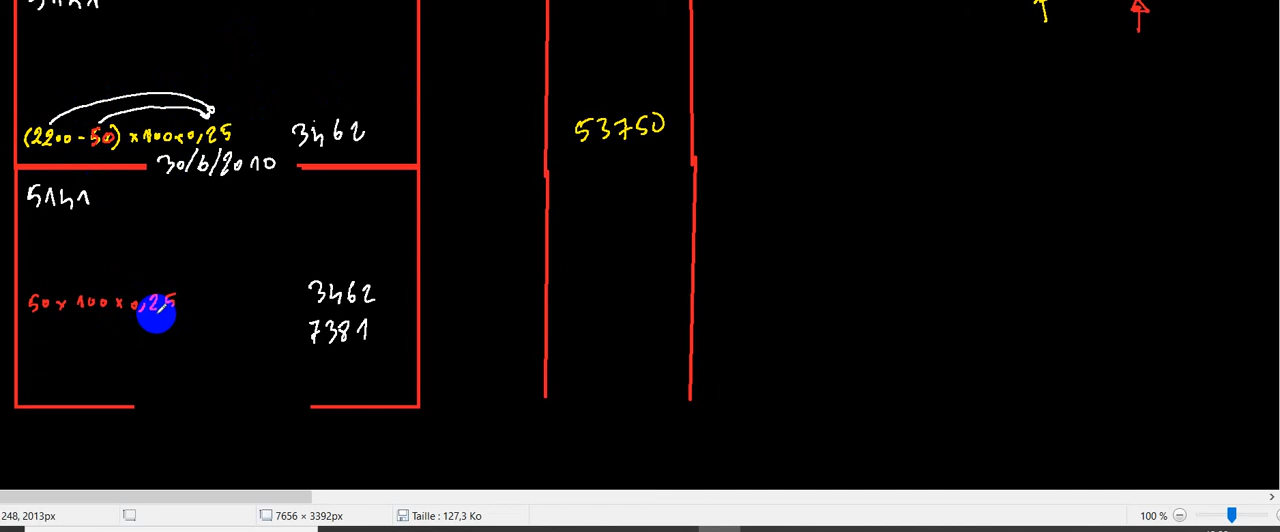 (2200-50) x 100 x 0,25 3462 53750
30/6/2010
5141
50 x 100 x 0,25 3462
7381
248, 2013px 7656 × 3392px Taille : 127,3 Ko 100 %